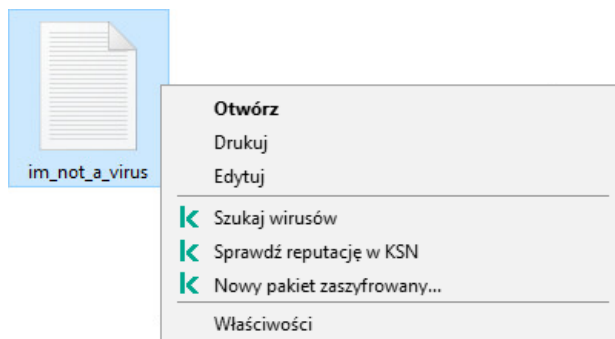 im_not_a_virus
Otwórz
Drukuj
Edytuj
Szukaj wirusów
Sprawdź reputację w KSN
Nowy pakiet zaszyfrowany...
Właściwości